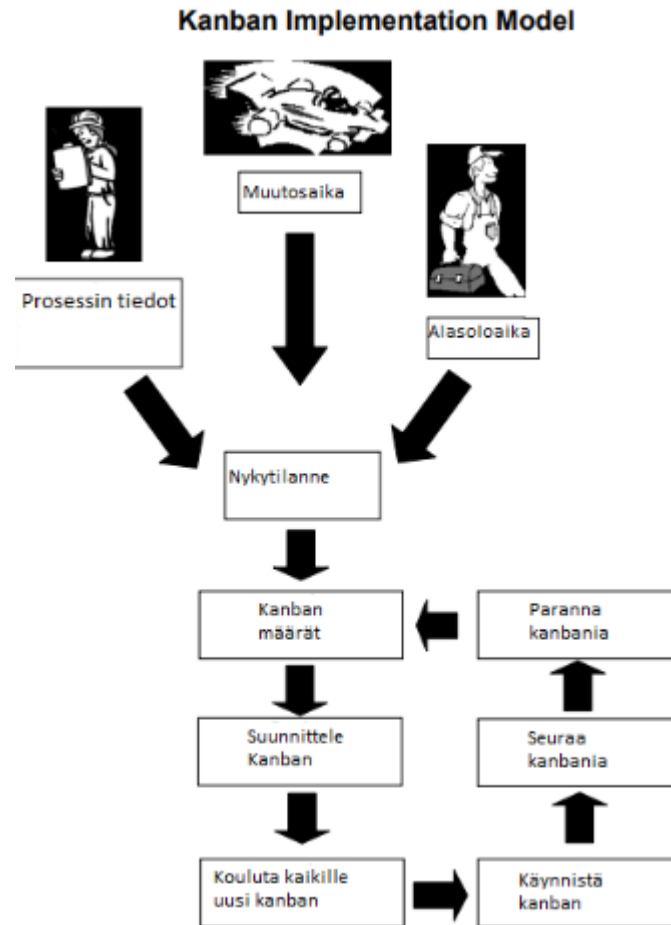 Kanban Implementation Model
Muutosaika
Prosessin tiedot
Alasoloaika
Nykytilanne
Kanban
määrät
Paranna
kanbania
Suunnittele
Kanban
Seuraa
kanbania
Kouluta kaikille
uusi kanban
Käynnistä
kanban